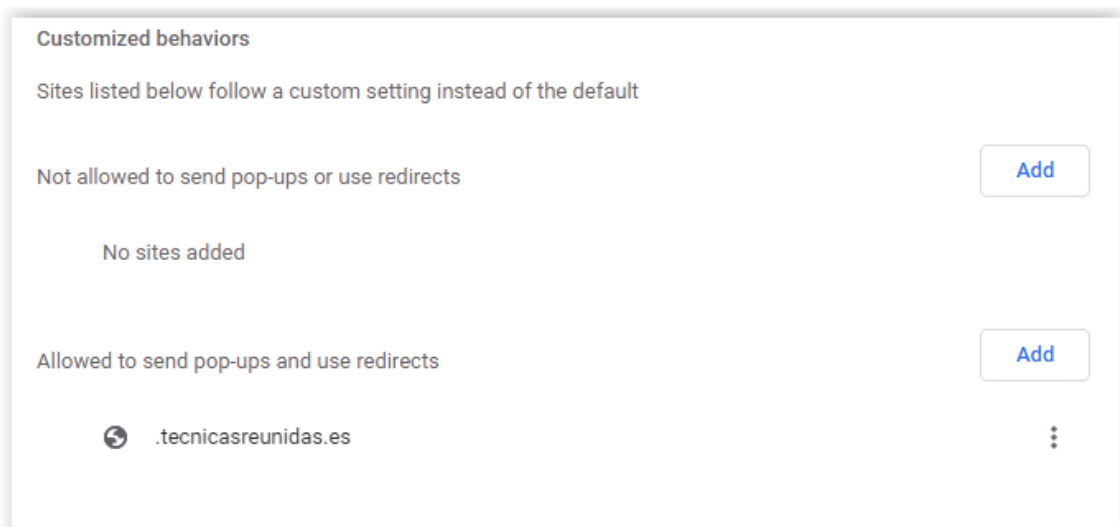 Customized behaviors
Sites listed below follow a custom setting instead of the default
Not allowed to send pop-ups or use redirects
Add
No sites added
Allowed to send pop-ups and use redirects
Add
.tecnicasreunidas.es